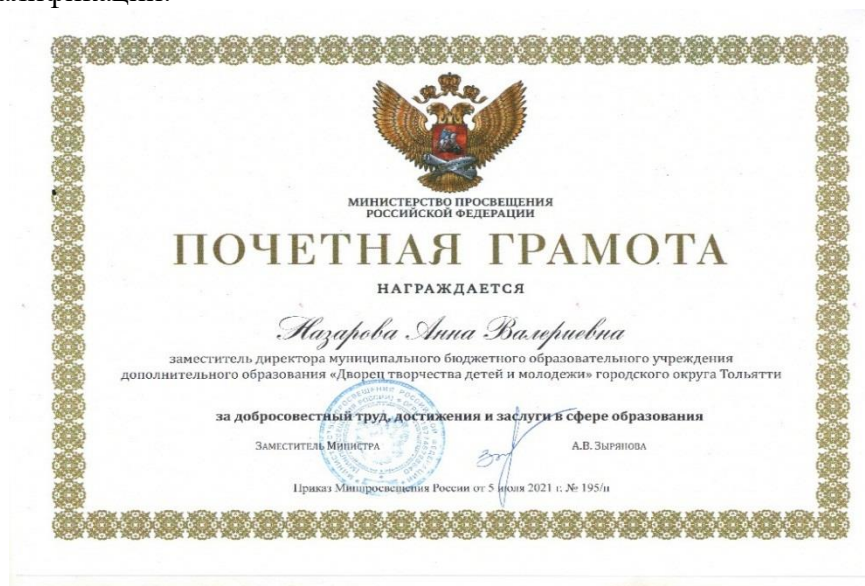 МИНИСТЕРСТВО ПРОСВЕЩЕНИЯ
РОССИЙСКОЙ ФЕДЕРАЦИИ
ПОЧЕТНАЯ ГРАМОТА
НАГРАЖДАЕТСЯ
Назарова Анна Валериевна
заместитель директора муниципального бюджетного образовательного учреждения
дополнительного образования «Дворец творчества детей и молодежи» городского округа Тольятти
за добросовестный труд, достижения и заслуги в сфере образования
ЗАМЕСТИТЕЛЬ МИНИСТРА А.В. ЗЫРЯНОВА
Приказ Минпросвещения России от 5 июля 2021 г. № 195/н